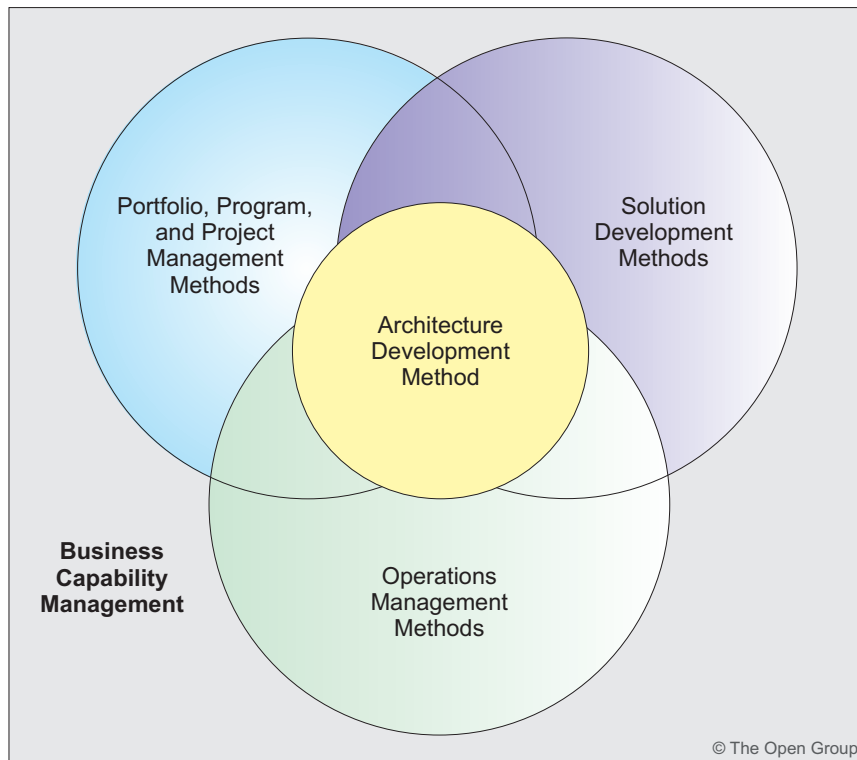 Portfolio, Program,
and Project
Management
Methods
Solution
Development
Methods
Architecture
Development
Method
Business
Capability
Management
Operations
Management
Methods
© The Open Group